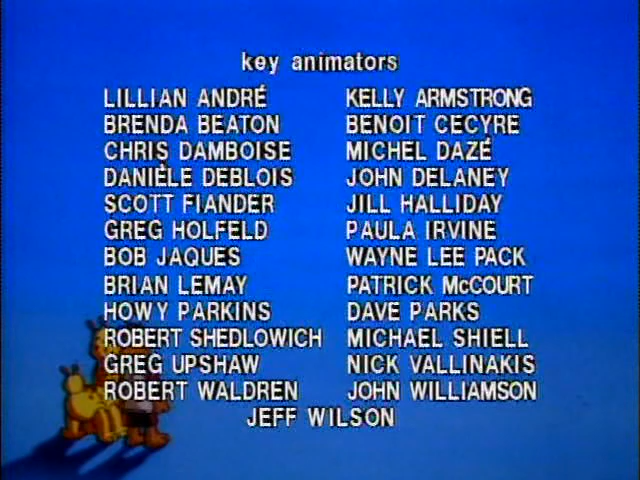 key animators
LILLIAN ANDRÉ KELLY ARMSTRONG
BRENDA BEATON BENOIT CECYRE
CHRIS DAMBOISE MICHEL DAZÉ
DANIÈLE DEBLOIS JOHN DELANEY
SCOTT FIANDER JILL HALLIDAY
GREG HOLFELD PAULA IRVINE
BOB JAQUES WAYNE LEE PACK
BRIAN LEMAY PATRICK McCOURT
HOWY PARKINS DAVE PARKS
ROBERT SHEDLOWICH MICHAEL SHIELL
GREG UPSHAW NICK VALLINAKIS
ROBERT WALDREN JOHN WILLIAMSON
JEFF WILSON